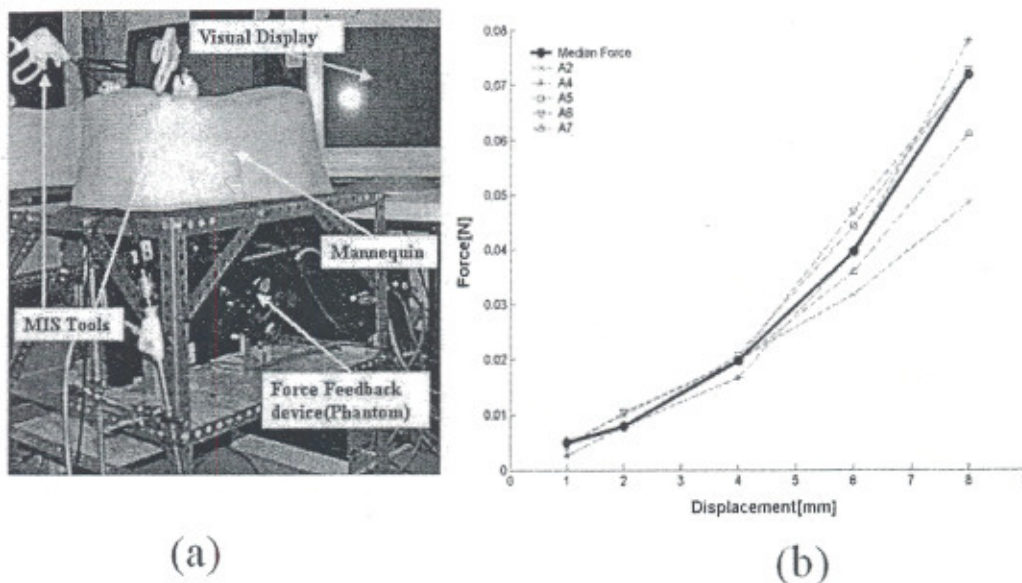 Visual Display
Mannequin
MIS Tools
Force Feedback
device(Phantom)
(a)
0.08
0.07
0.06
0.05
0.04
0.03
0.02
0.01
0
Force[N]
Median Force
A2
A4
A5
A6
A7
0 1 2 3 4 5 6 7 8
Displacement[mm]
(b)